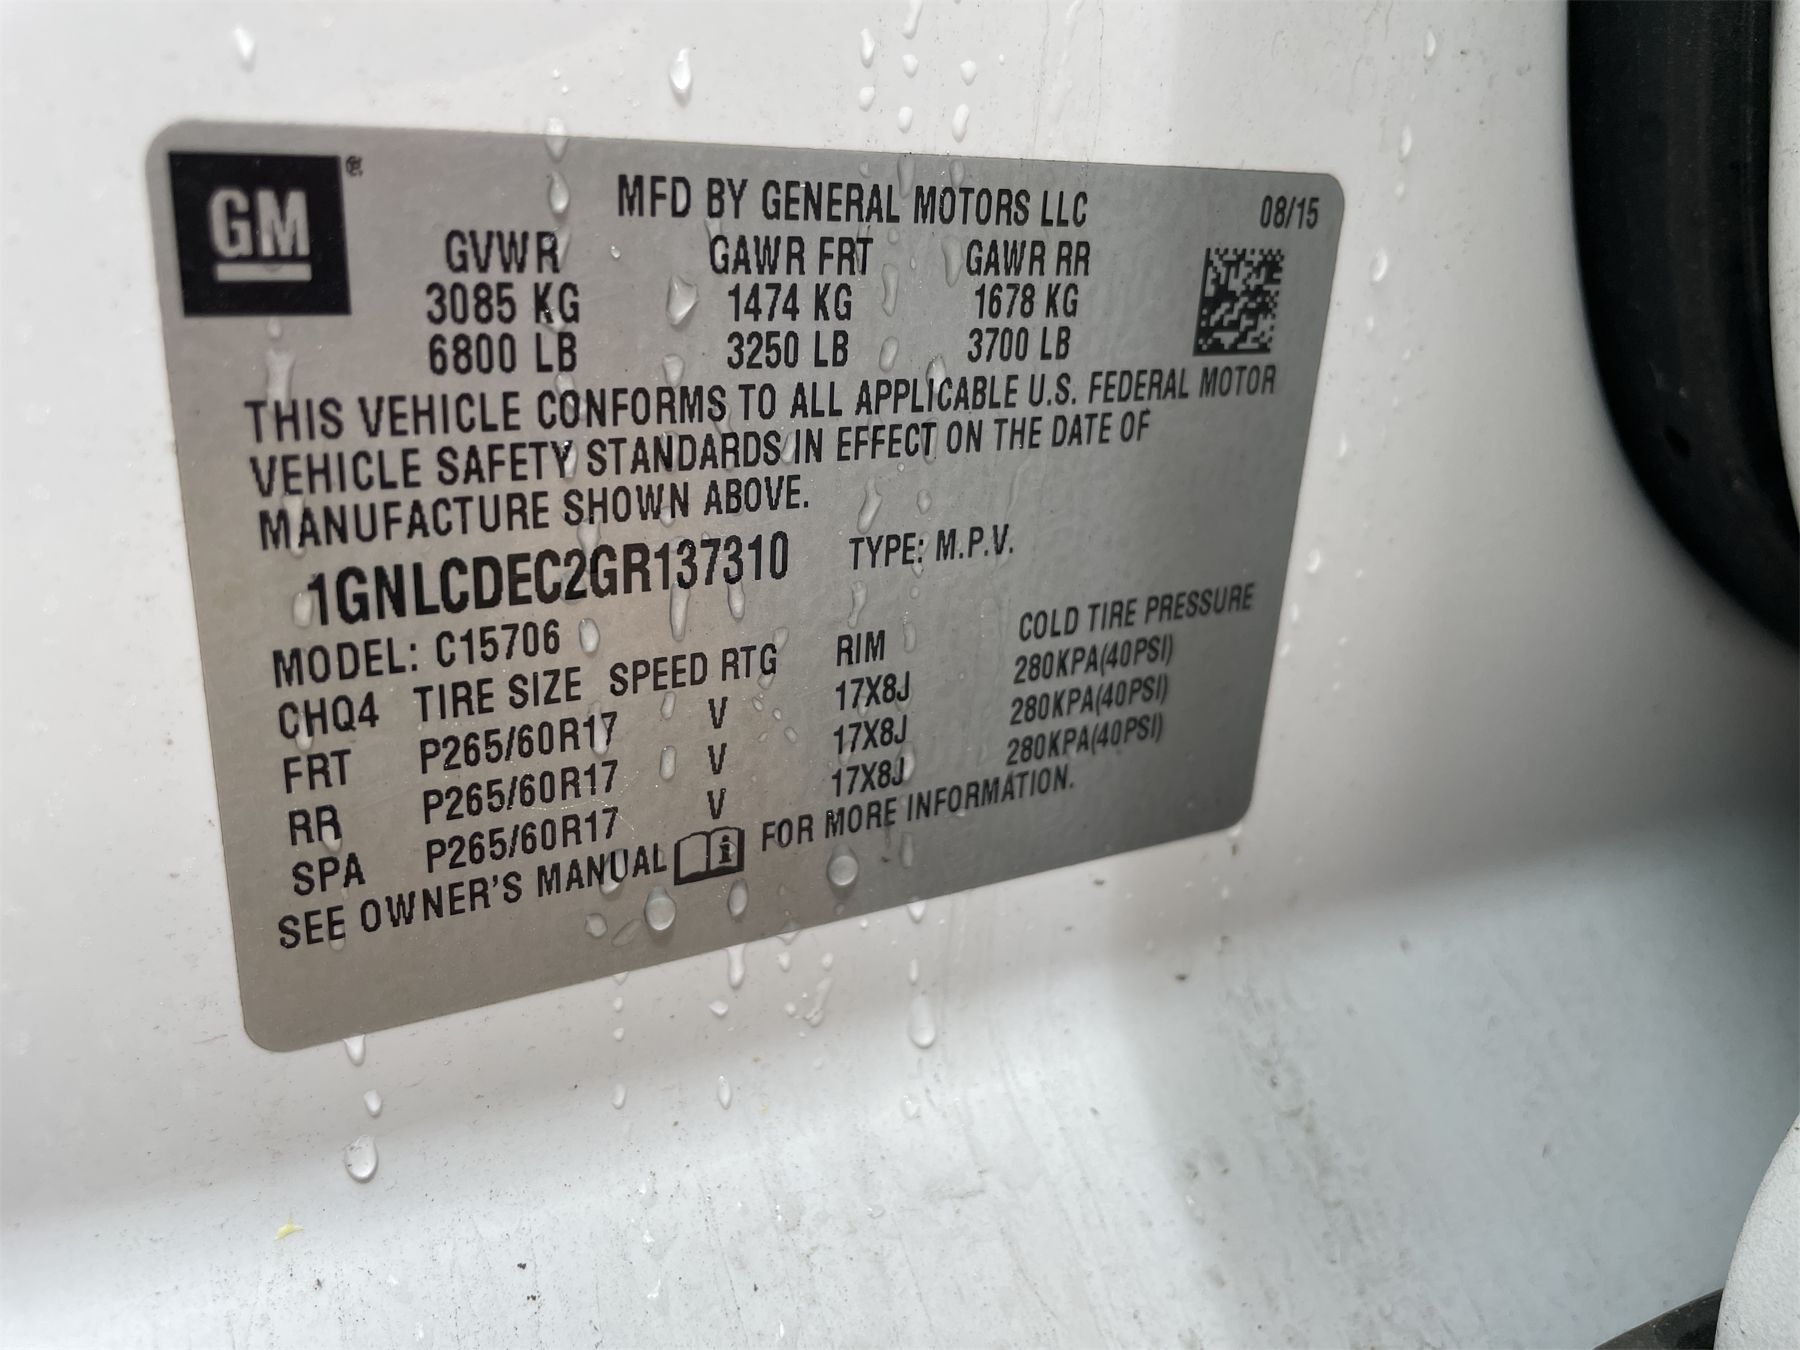 GM®
MFD BY GENERAL MOTORS LLC 08/15
GVWR GAWR FRT GAWR RR
3085 KG 1474 KG 1678 KG
6800 LB 3250 LB 3700 LB
THIS VEHICLE CONFORMS TO ALL APPLICABLE U.S. FEDERAL MOTOR
VEHICLE SAFETY STANDARDS IN EFFECT ON THE DATE OF
MANUFACTURE SHOWN ABOVE.
1GNLCDEC2GR137310 TYPE: M.P.V.
MODEL: C15706
CHQ4 TIRE SIZE SPEED RTG RIM COLD TIRE PRESSURE
FRT P265/60R17 V 17X8J 280KPA(40PSI)
RR P265/60R17 V 17X8J 280KPA(40PSI)
SPA P265/60R17 V 17X8J 280KPA(40PSI)
SEE OWNER'S MANUAL i FOR MORE INFORMATION.